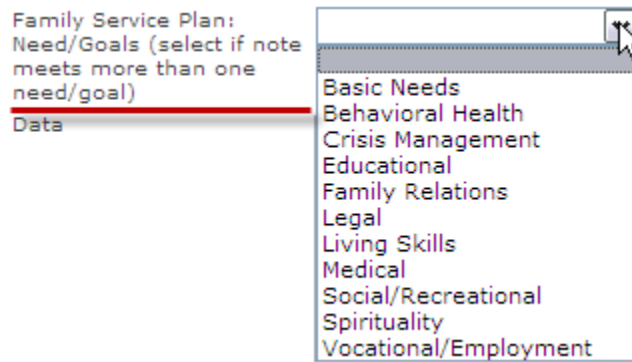 Family Service Plan:
Need/Goals (select if note
meets more than one
need/goal)
Data
Basic Needs
Behavioral Health
Crisis Management
Educational
Family Relations
Legal
Living Skills
Medical
Social/Recreational
Spirituality
Vocational/Employment